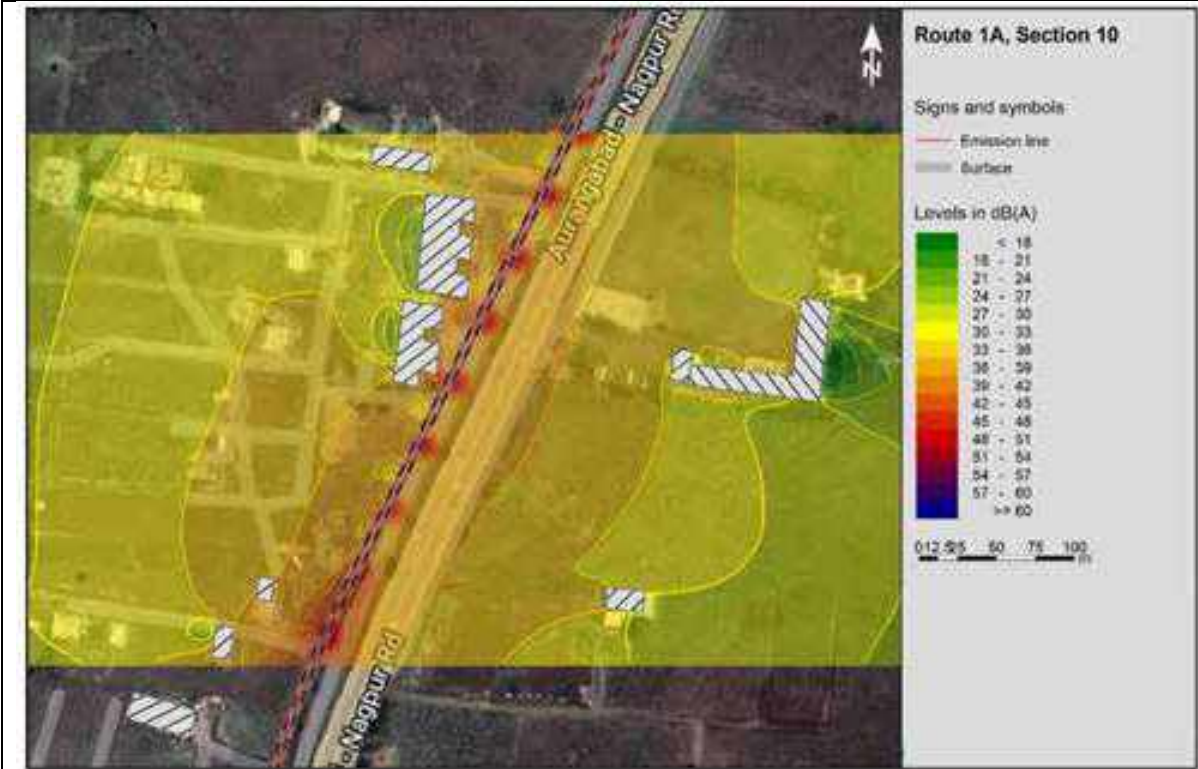 Route 1A, Section 10
N
Aurangabad - Nagpur Rd
Signs and symbols
Emission line
Surface
Levels in dB(A)
< 18
18 - 21
21 - 24
24 - 27
27 - 30
30 - 33
33 - 36
36 - 39
39 - 42
42 - 45
45 - 48
48 - 51
51 - 54
54 - 57
57 - 60
>= 60
012.525 50 75 100
m
- Nagpur Rd